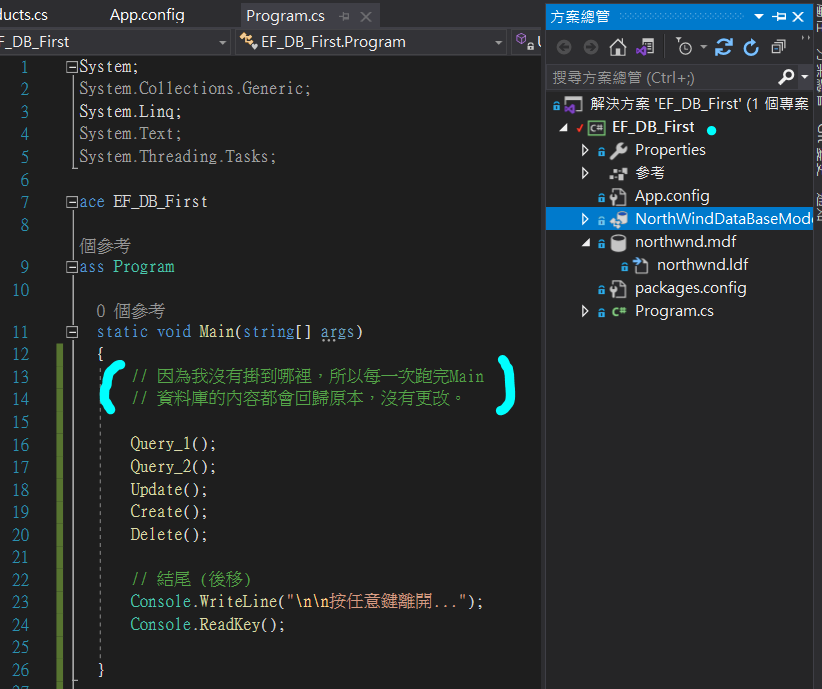 ucts.cs App.config Program.cs
F_DB_First EF_DB_First.Program
1 System;
2 System.Collections.Generic;
3 System.Linq;
4 System.Text;
5 System.Threading.Tasks;
6
7 ace EF_DB_First
8
個參考
9 ass Program
10
0 個參考
11 static void Main(string[] args)
12 {
13 // 因為我沒有掛到哪裡，所以每一次跑完Main
14 // 資料庫的內容都會回歸原本，沒有更改。
15
16 Query_1();
17 Query_2();
18 Update();
19 Create();
20 Delete();
21
22 // 結尾 (後移)
23 Console.WriteLine("\n\n按任意鍵離開...");
24 Console.ReadKey();
25
26 }
27
方案總管
搜尋方案總管 (Ctrl+;)
解決方案 'EF_DB_First' (1 個專案
EF_DB_First
Properties
參考
App.config
NorthWindDataBaseMode
northwnd.mdf
northwnd.ldf
packages.config
Program.cs